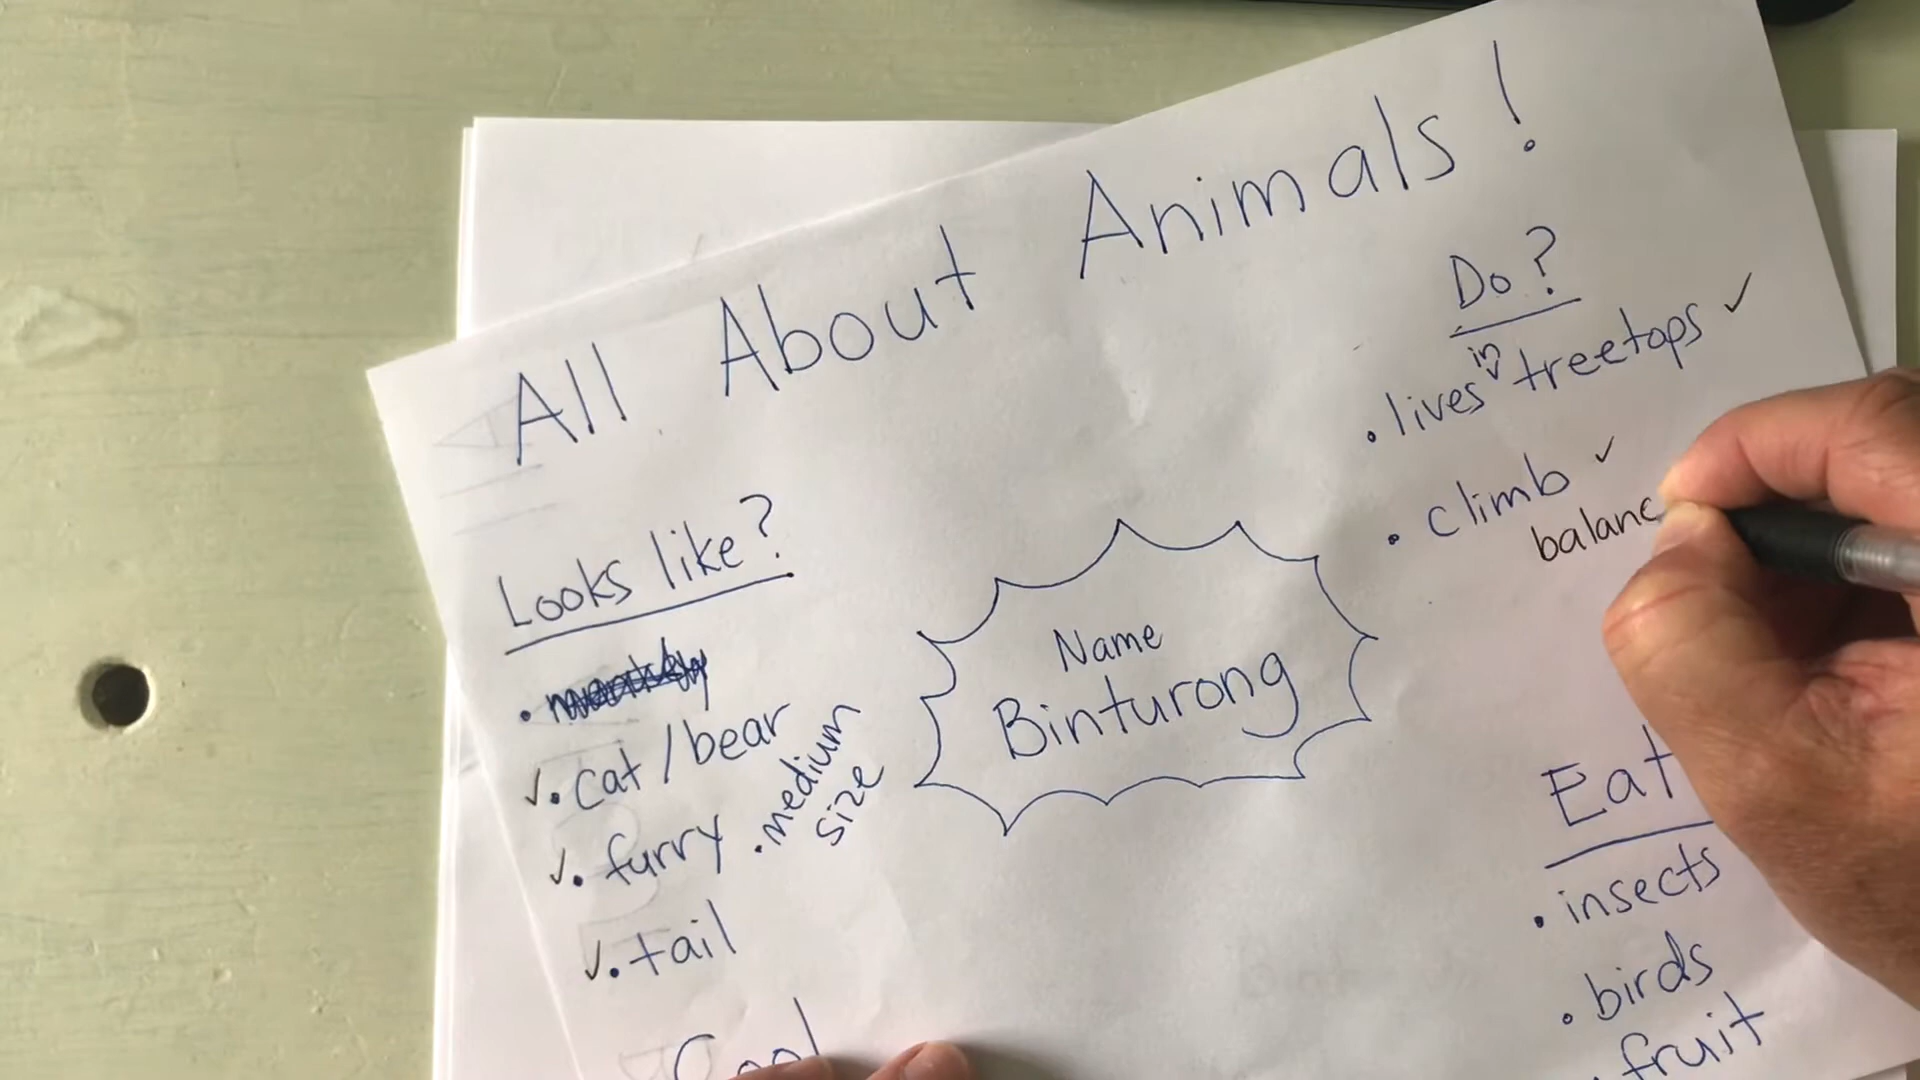 All About Animals!
Looks like?
• cat/bear
• furry
• medium
size
• tail
Cool
Name
Binturong
Do?
• lives in treetops
• climb
balanc
Eat
• insects
• birds
• fruit